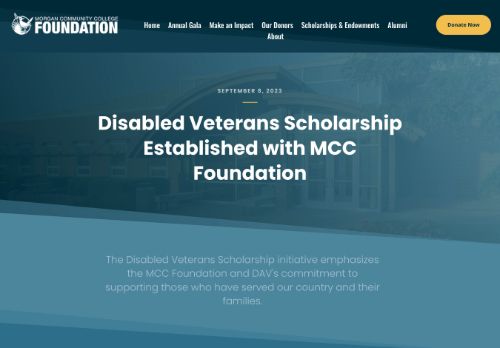 MORGAN COMMUNITY COLLEGE
FOUNDATION
Home Annual Gala Make an Impact Our Donors Scholarships & Endowments Alumni
About
Donate Now
SEPTEMBER 8, 2023
Disabled Veterans Scholarship
Established with MCC
Foundation
The Disabled Veterans Scholarship initiative emphasizes
the MCC Foundation and DAV's commitment to
supporting those who have served our country and their
families.